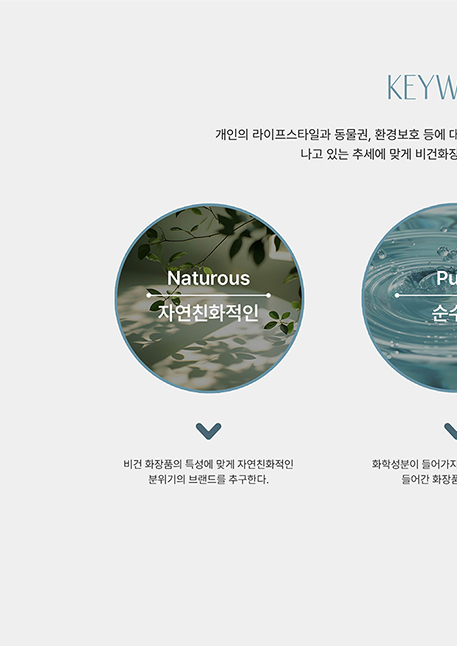 KEYW
개인의 라이프스타일과 동물권, 환경보호 등에 대
나고 있는 추세에 맞게 비건화장
Naturous
자연친화적인
Pu
순수
비건 화장품의 특성에 맞게 자연친화적인
분위기의 브랜드를 추구한다.
화학성분이 들어가지
들어간 화장품